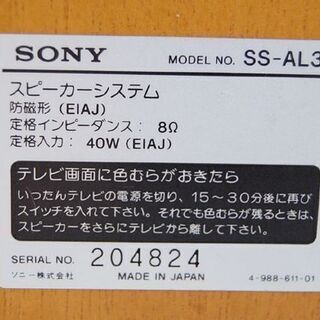 SONY MODEL NO. SS-AL3
スピーカーシステム
防磁形 (EIAJ)
定格インピーダンス : 8Ω
定格入力 : 40W (EIAJ)
テレビ画面に色むらがおきたら
いったんテレビの電源を切り、15〜30分後に再び
スイッチを入れて下さい。それでも色むらが残るときは、
スピーカーをさらにテレビから離して下さい。
SERIAL NO. 204824
ソニー株式会社 MADE IN JAPAN 4-988-611-01